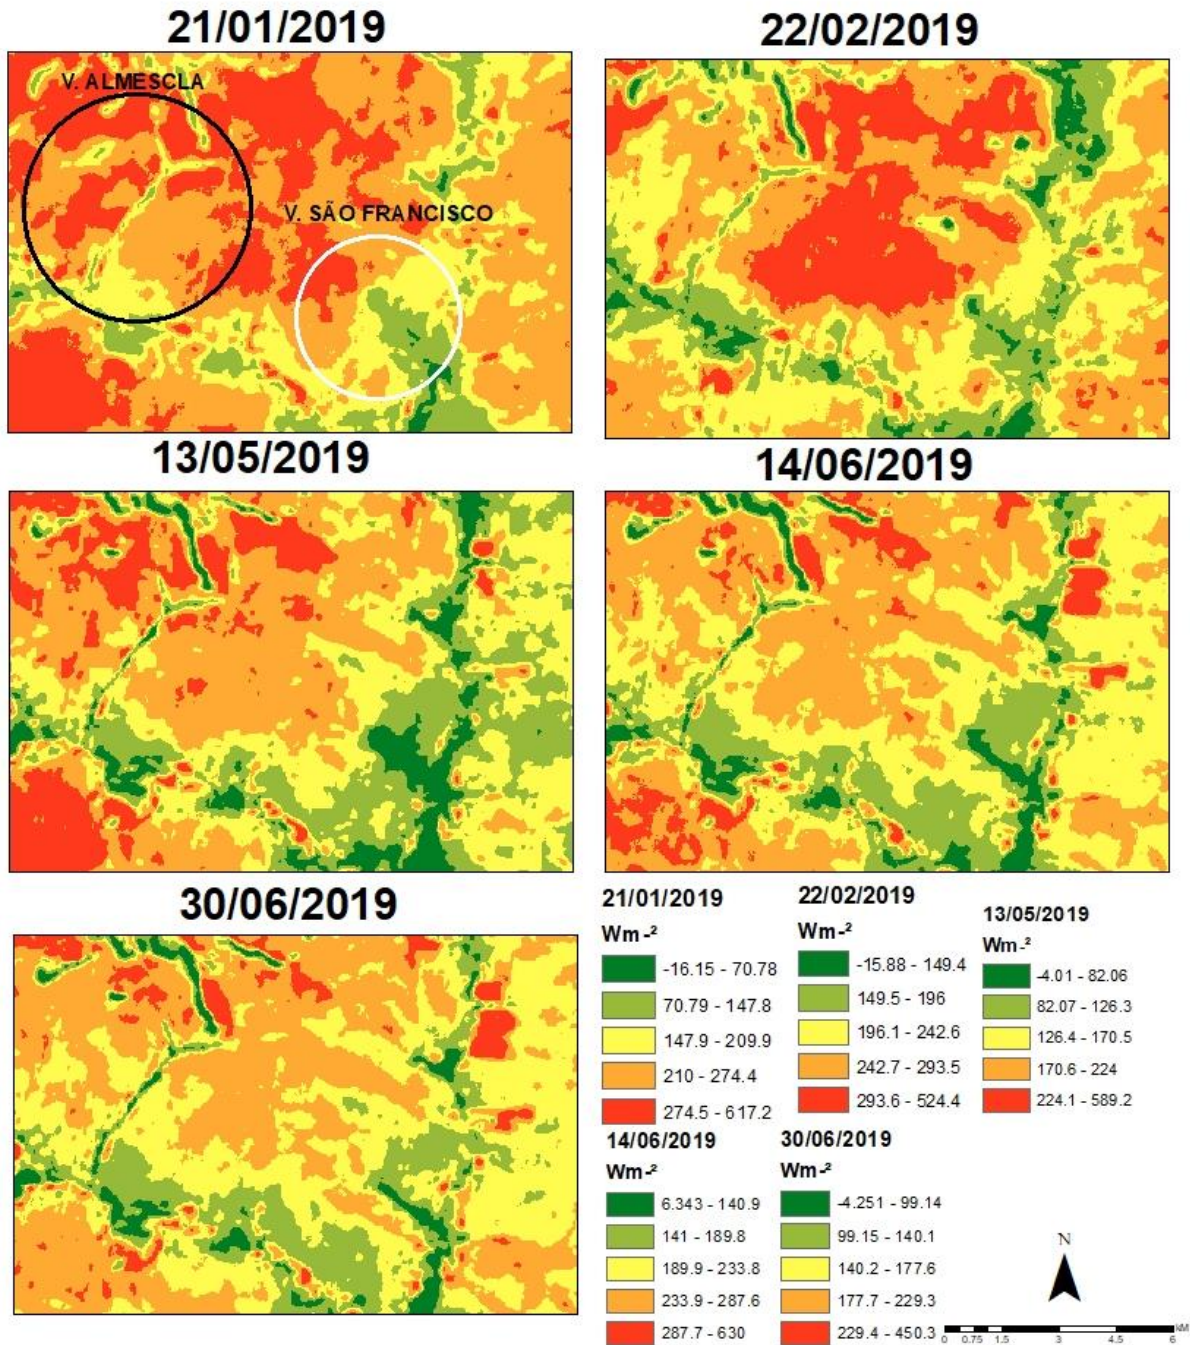 21/01/2019
22/02/2019
V. ALMESCLA
V. SÃO FRANCISCO
13/05/2019
14/06/2019
30/06/2019
21/01/2019
Wm-²
-16.15 - 70.78
70.79 - 147.8
147.9 - 209.9
210 - 274.4
274.5 - 617.2
22/02/2019
Wm-²
-15.88 - 149.4
149.5 - 196
196.1 - 242.6
242.7 - 293.5
293.6 - 524.4
13/05/2019
Wm-²
-4.01 - 82.06
82.07 - 126.3
126.4 - 170.5
170.6 - 224
224.1 - 589.2
14/06/2019
Wm-²
6.343 - 140.9
141 - 189.8
189.9 - 233.8
233.9 - 287.6
287.7 - 630
30/06/2019
Wm-²
-4.251 - 99.14
99.15 - 140.1
140.2 - 177.6
177.7 - 229.3
229.4 - 450.3
N
KM
0 0.75 1.5 3 4.5 6